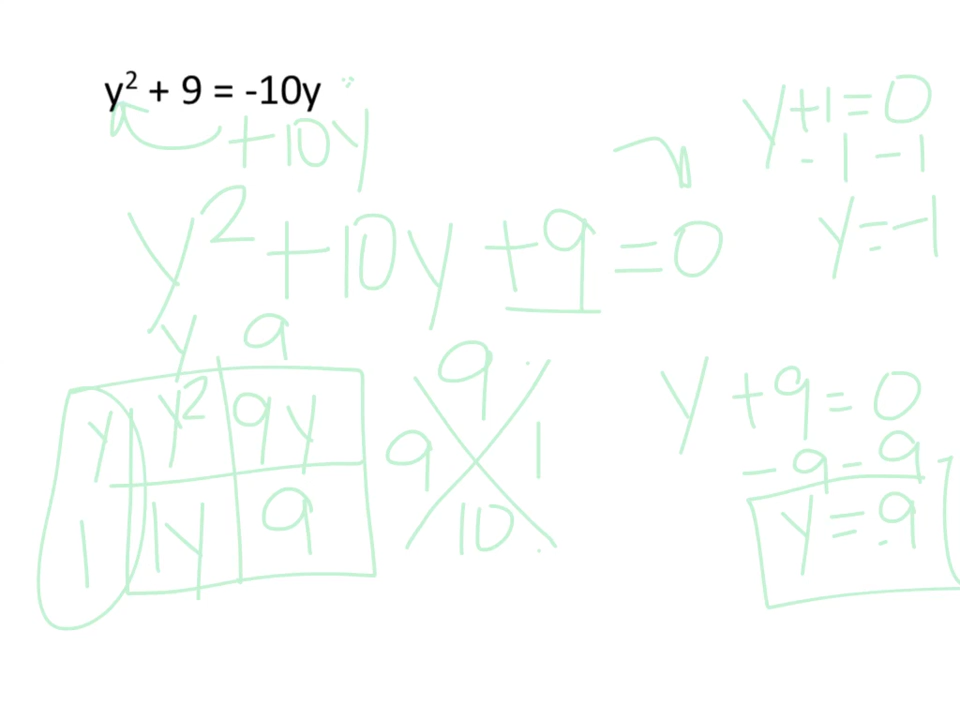 y² + 9 = -10y
+10y
y² + 10y + 9 = 0
y 9
y y² 9y
1 1y 9
9
9 1
10
y+1=0
-1 -1
y=-1
y+9=0
-9 -9
y=-9